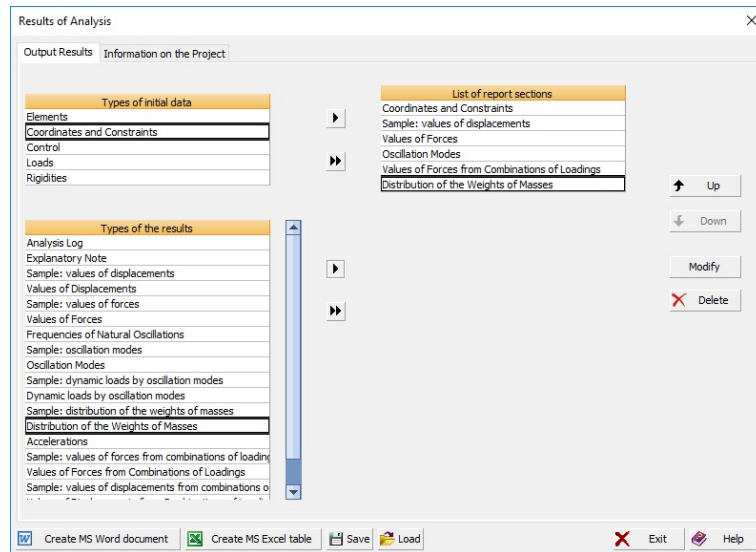 Results of Analysis
Output Results
Information on the Project
Types of initial data
Elements
Coordinates and Constraints
Control
Loads
Rigidities
List of report sections
Coordinates and Constraints
Sample: values of displacements
Values of Forces
Oscillation Modes
Values of Forces from Combinations of Loadings
Distribution of the Weights of Masses
Up
Down
Modify
Delete
Types of the results
Analysis Log
Explanatory Note
Sample: values of displacements
Values of Displacements
Sample: values of forces
Values of Forces
Frequencies of Natural Oscillations
Sample: oscillation modes
Oscillation Modes
Sample: dynamic loads by oscillation modes
Dynamic loads by oscillation modes
Sample: distribution of the weights of masses
Distribution of the Weights of Masses
Accelerations
Sample: values of forces from combinations of loading
Values of Forces from Combinations of Loadings
Sample: values of displacements from combinations o
Create MS Word document
Create MS Excel table
Save
Load
Exit
Help